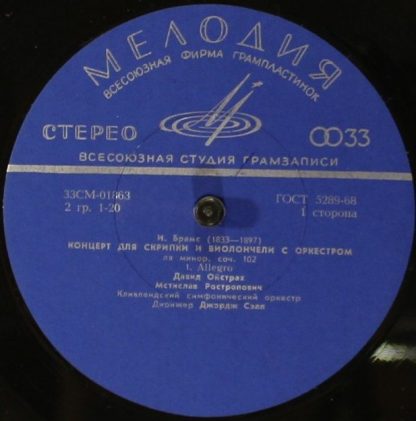 МЕЛОДИЯ
ВСЕСОЮЗНАЯ ФИРМА ГРАМПЛАСТИНОК
СТЕРЕО
33
ВСЕСОЮЗНАЯ СТУДИЯ ГРАМЗАПИСИ
33СМ-01863
ГОСТ 5289-68
2 гр. 1-20
1 сторона
И. Брамс (1833—1897)
КОНЦЕРТ ДЛЯ СКРИПКИ И ВИОЛОНЧЕЛИ С ОРКЕСТРОМ
ля минор, соч. 102
1. Allegro
Давид Ойстрах
Мстислав Ростропович
Кливлендский симфонический оркестр
Дирижер Джордж Сэлл